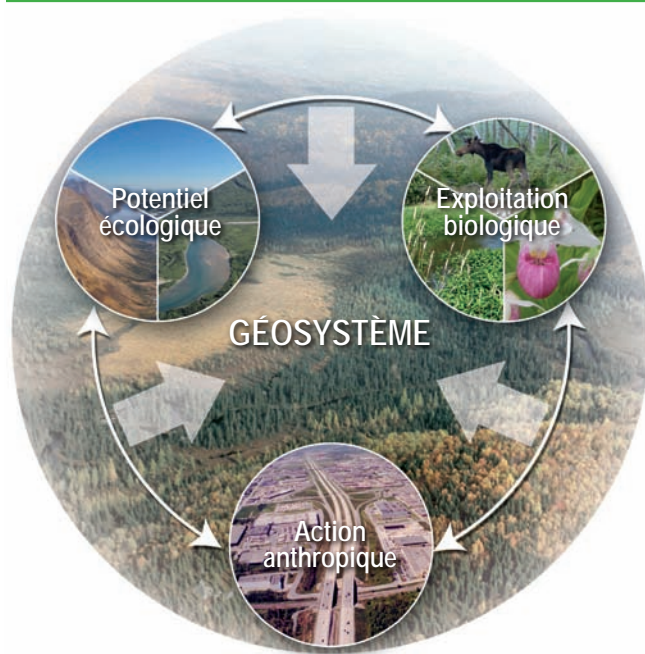 Potentiel
écologique
Exploitation
biologique
GÉOSYSTÈME
Action
anthropique